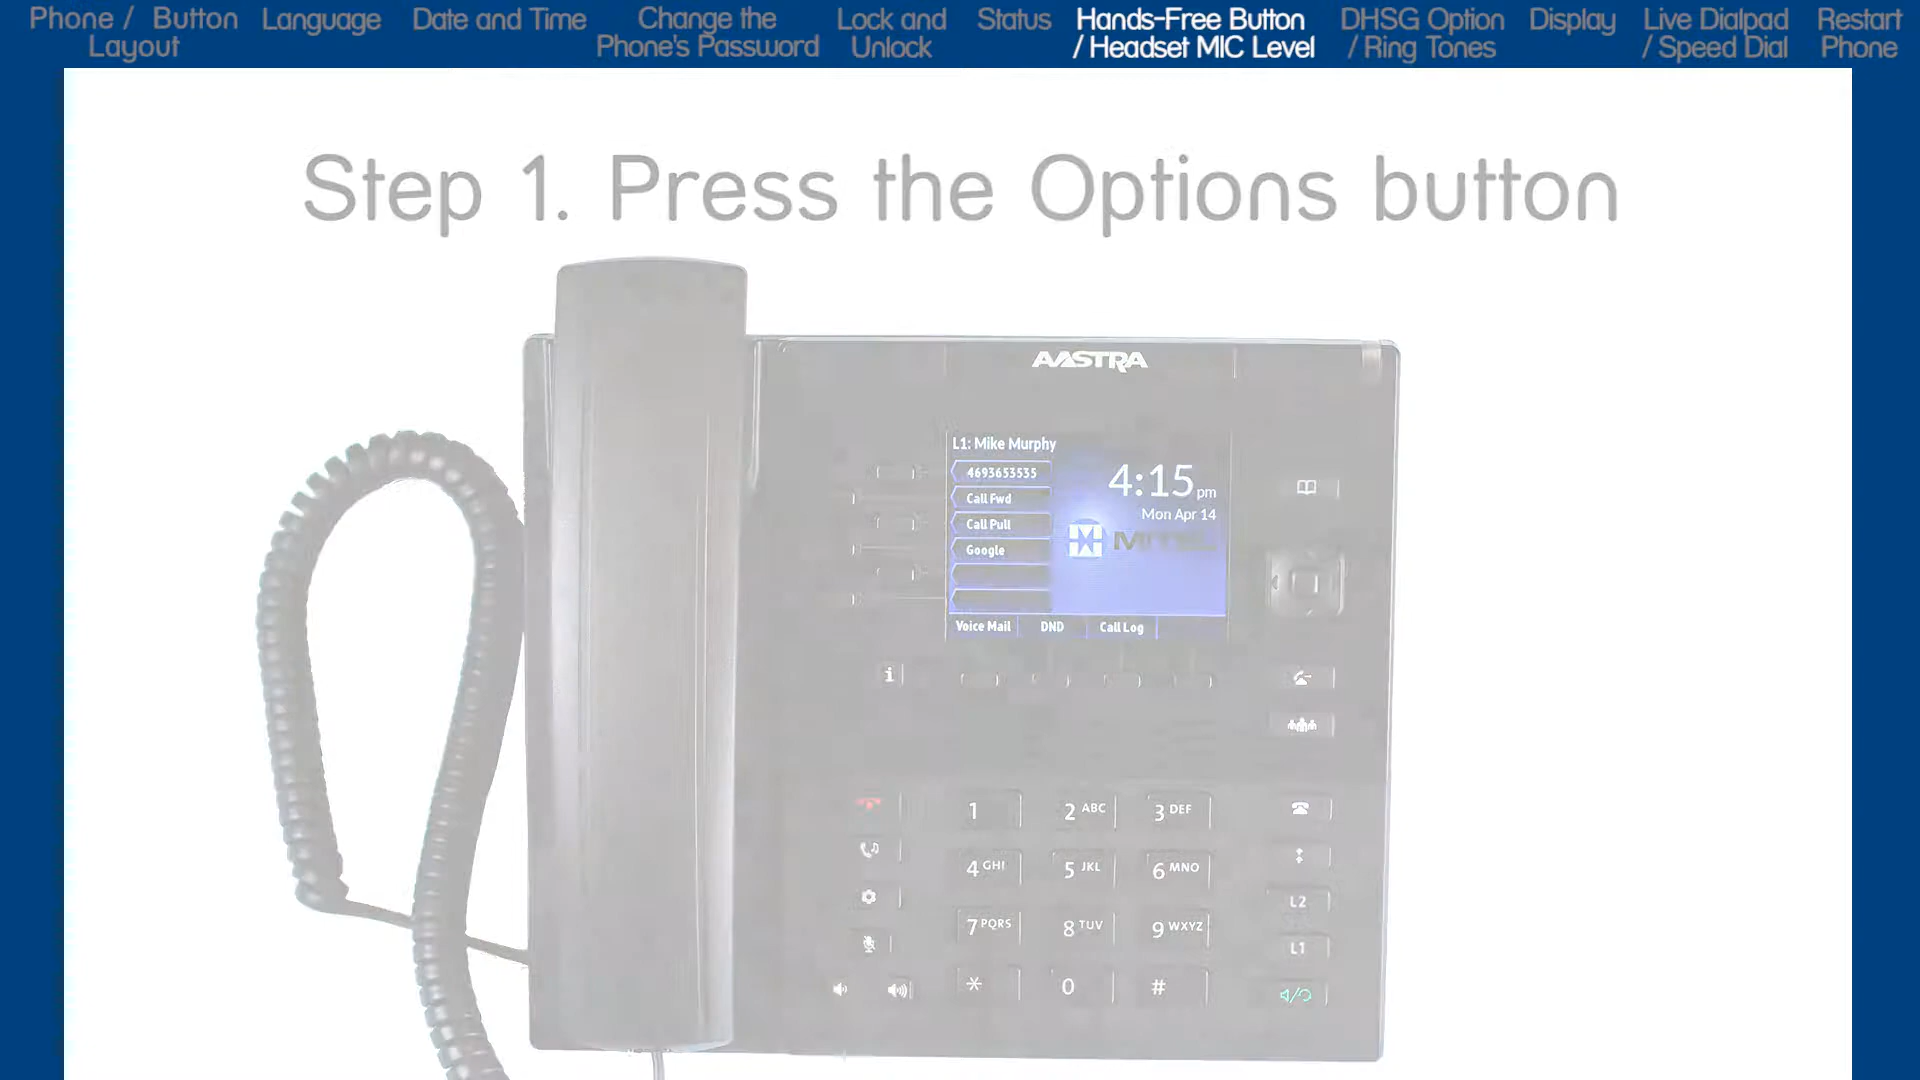 Phone / Button
Layout
Language
Date and Time
Change the
Phone's Password
Lock and
Unlock
Status
Hands-Free Button
/ Headset MIC Level
DHSG Option
/ Ring Tones
Display
Live Dialpad
/ Speed Dial
Restart
Phone
Step 1. Press the Options button
AASTRA
L1: Mike Murphy
4693653535
Call Fwd
Call Pull
Google
4:15 pm
Mon Apr 14
MITEL
Voice Mail DND Call Log
i
1 2 ABC 3 DEF
4 GHI 5 JKL 6 MNO
7 PQRS 8 TUV 9 WXYZ
* 0 #
L2
L1